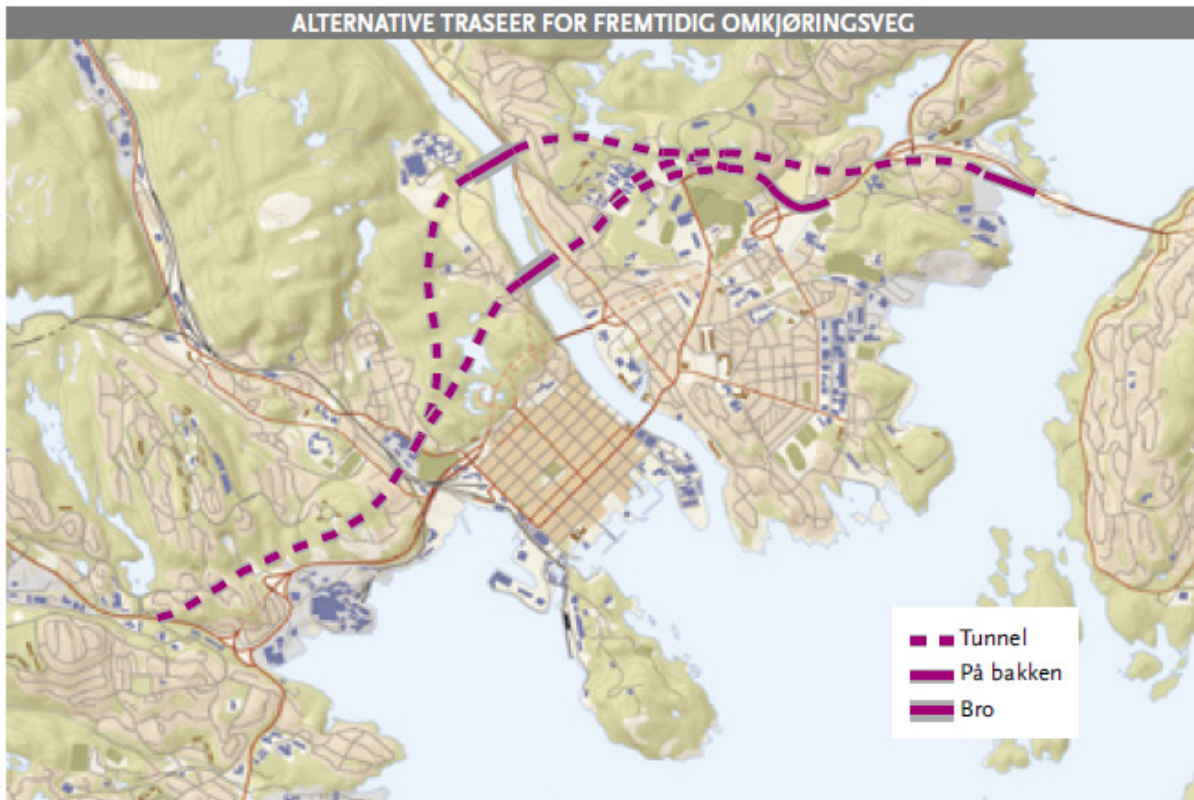 ALTERNATIVE TRASEER FOR FREMTIDIG OMKJØRINGSVEG
Tunnel
På bakken
Bro